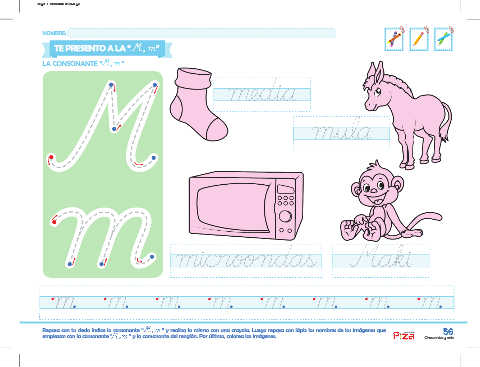 NOMBRE:
TE PRESENTO A LA "M, m"
LA CONSONANTE "M, m"
M
media
mula
m
microondas
Maki
m m m m m m m m
Repasa con tu dedo índice la consonante "M, m" y realiza lo mismo con una crayola. Luego repasa con lápiz los nombres de las imágenes que
empiezan con la consonante "M, m" y la consonante del renglón. Por último, colorea las imágenes.
56